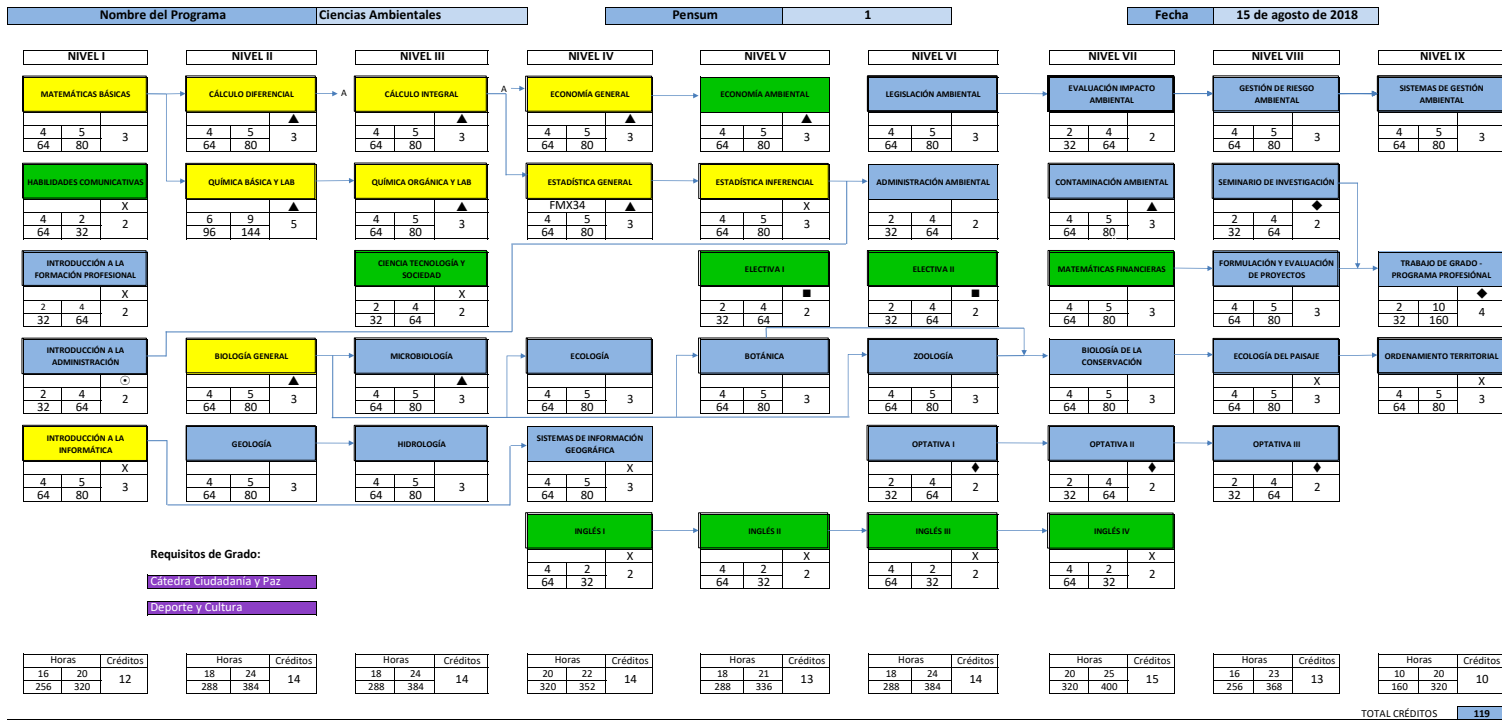 Nombre del Programa Ciencias Ambientales Pensum 1 Fecha 15 de agosto de 2018
NIVEL I NIVEL II NIVEL III NIVEL IV NIVEL V NIVEL VI NIVEL VII NIVEL VIII NIVEL IX
MATEMÁTICAS BÁSICAS CÁLCULO DIFERENCIAL A CÁLCULO INTEGRAL A ECONOMÍA GENERAL ECONOMÍA AMBIENTAL LEGISLACIÓN AMBIENTAL EVALUACIÓN IMPACTO AMBIENTAL GESTIÓN DE RIESGO AMBIENTAL SISTEMAS DE GESTIÓN AMBIENTAL
▲ ▲ ▲ ▲
4 5 3 4 5 3 4 5 3 4 5 3 4 5 3 4 5 3 2 4 2 4 5 3 4 5 3
64 80 64 80 64 80 64 80 64 80 64 80 32 64 64 80 64 80
HABILIDADES COMUNICATIVAS QUÍMICA BÁSICA Y LAB QUÍMICA ORGÁNICA Y LAB ESTADÍSTICA GENERAL ESTADÍSTICA INFERENCIAL ADMINISTRACIÓN AMBIENTAL CONTAMINACIÓN AMBIENTAL SEMINARIO DE INVESTIGACIÓN
X ▲ ▲ FMX34 ▲ X ▲ ◆
4 2 2 6 9 5 4 5 3 4 5 3 4 5 3 2 4 2 4 5 3 2 4 2
64 32 96 144 64 80 64 80 64 80 32 64 64 80 32 64
INTRODUCCIÓN A LA FORMACIÓN PROFESIONAL CIENCIA TECNOLOGÍA Y SOCIEDAD ELECTIVA I ELECTIVA II MATEMÁTICAS FINANCIERAS FORMULACIÓN Y EVALUACIÓN DE PROYECTOS TRABAJO DE GRADO - PROGRAMA PROFESIÓNAL
X X ■ ■ ◆
2 4 2 2 4 2 2 4 2 2 4 2 4 5 3 4 5 3 2 10 4
32 64 32 64 32 64 32 64 64 80 64 80 32 160
INTRODUCCIÓN A LA ADMINISTRACIÓN BIOLOGÍA GENERAL MICROBIOLOGÍA ECOLOGÍA BOTÁNICA ZOOLOGÍA BIOLOGÍA DE LA CONSERVACIÓN ECOLOGÍA DEL PAISAJE ORDENAMIENTO TERRITORIAL
☉ ▲ ▲ X X
2 4 2 4 5 3 4 5 3 4 5 3 4 5 3 4 5 3 4 5 3 4 5 3 4 5 3
32 64 64 80 64 80 64 80 64 80 64 80 64 80 64 80 64 80
INTRODUCCIÓN A LA INFORMÁTICA GEOLOGÍA HIDROLOGÍA SISTEMAS DE INFORMACIÓN GEOGRÁFICA OPTATIVA I OPTATIVA II OPTATIVA III
X X ♦ ♦ ♦
4 5 3 4 5 3 4 5 3 4 5 3 2 4 2 2 4 2 2 4 2
64 80 64 80 64 80 64 80 32 64 32 64 32 64
INGLÉS I INGLÉS II INGLÉS III INGLÉS IV
X X X X
4 2 2 4 2 2 4 2 2 4 2 2
64 32 64 32 64 32 64 32
Requisitos de Grado:
Cátedra Ciudadanía y Paz
Deporte y Cultura
Horas Créditos Horas Créditos Horas Créditos Horas Créditos Horas Créditos Horas Créditos Horas Créditos Horas Créditos Horas Créditos
16 20 12 18 24 14 18 24 14 20 22 14 18 21 13 18 24 14 20 25 15 16 23 13 10 20 10
256 320 288 384 288 384 320 352 288 336 288 384 320 400 256 368 160 320
TOTAL CRÉDITOS 119